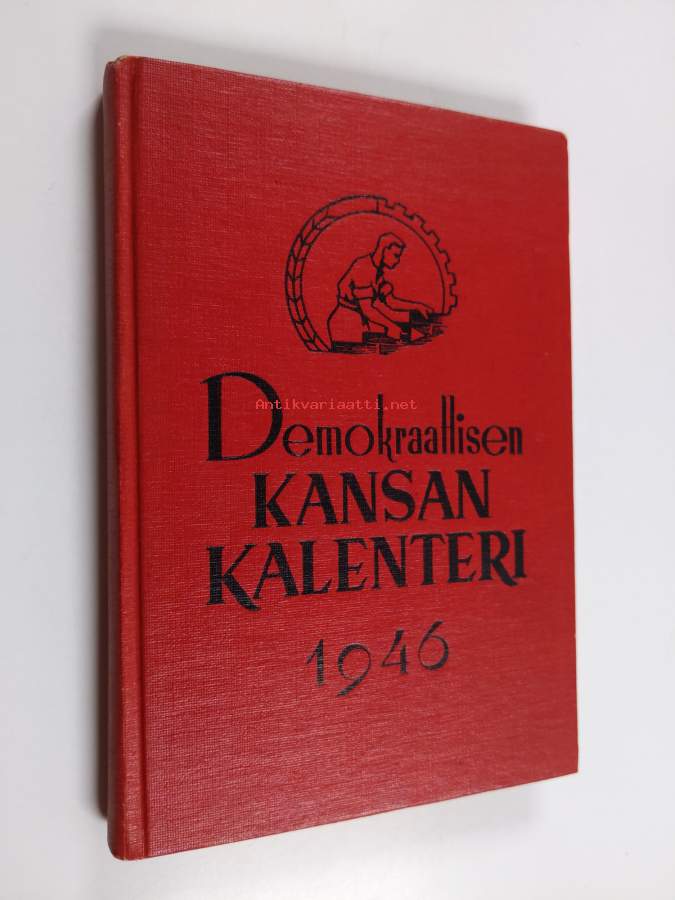 Antikvariaatti.net
Demokraattisen
KANSAN
KALENTERI
1946